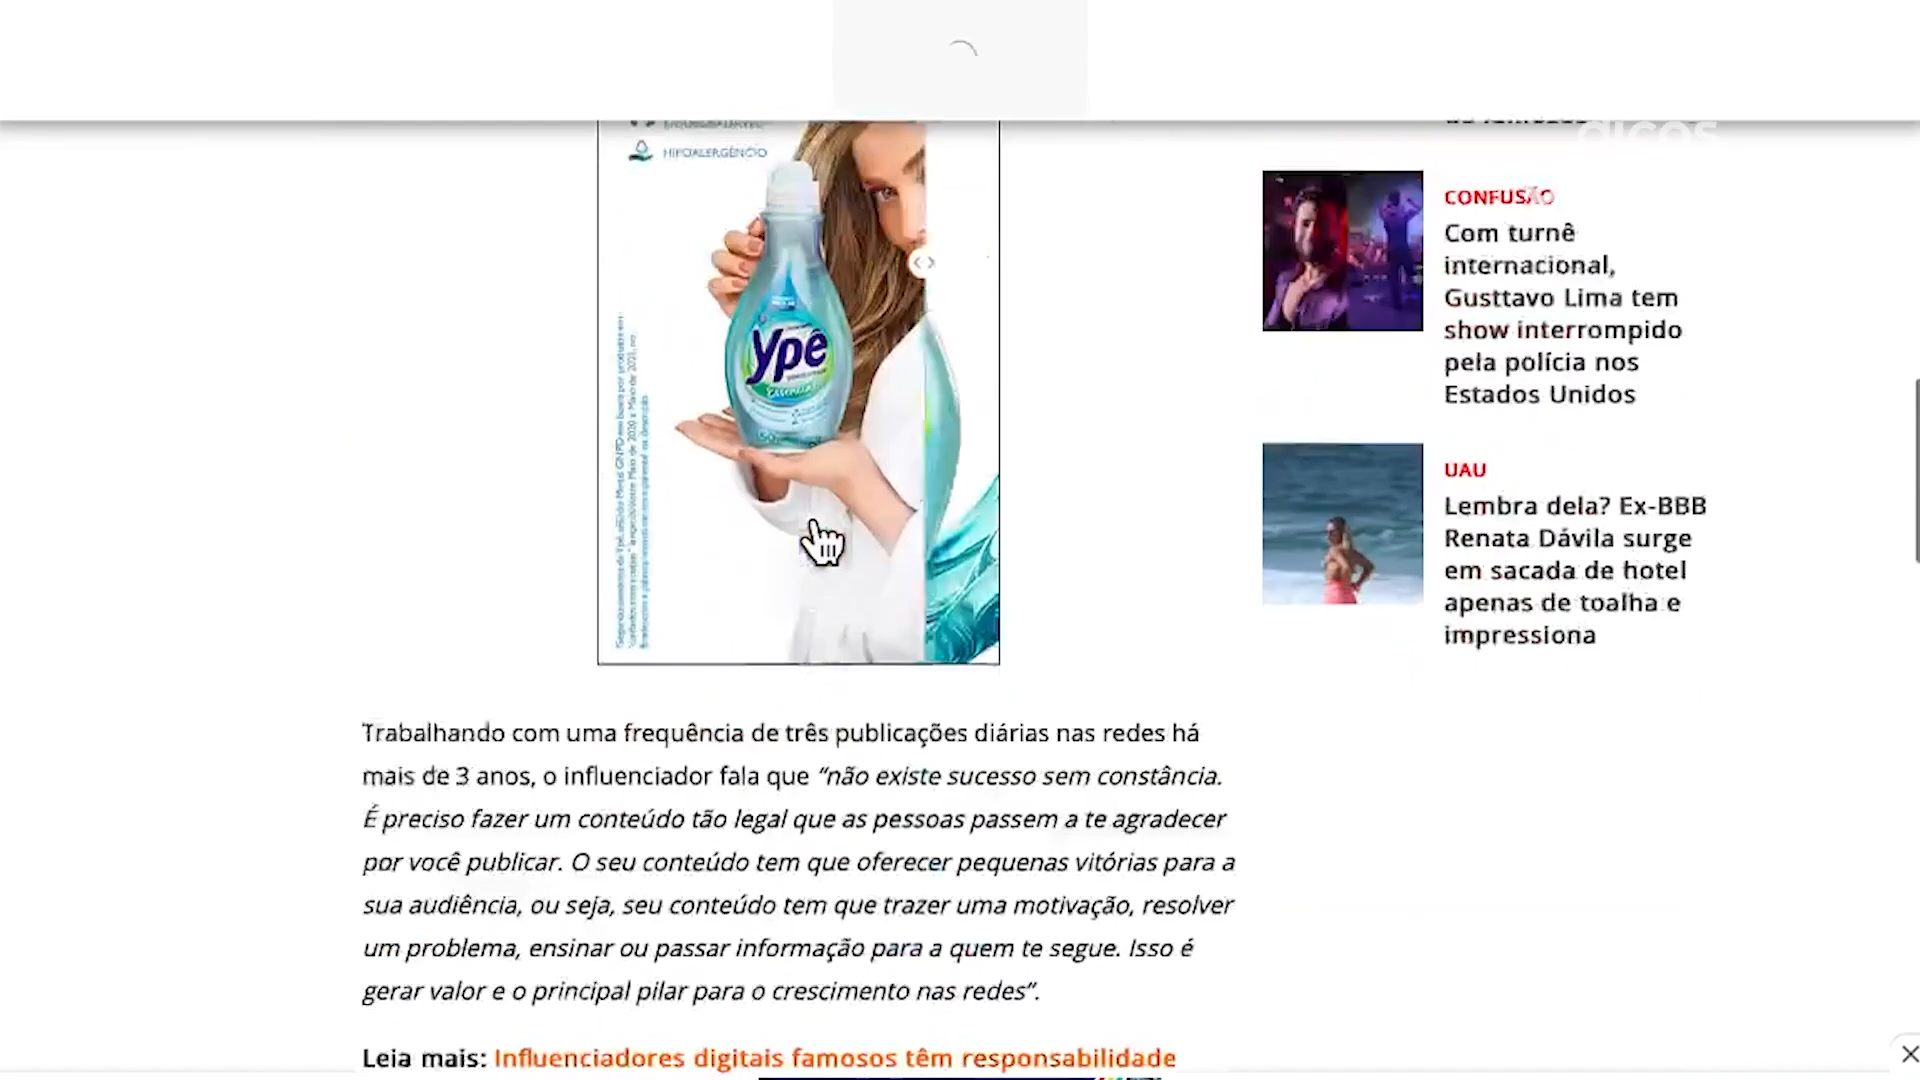 HIPOALERGÊNICO
Ypê
CONFUSÃO
Com turnê
internacional,
Gusttavo Lima tem
show interrompido
pela polícia nos
Estados Unidos
UAU
Lembra dela? Ex-BBB
Renata Dávila surge
em sacada de hotel
apenas de toalha e
impressiona
Trabalhando com uma frequência de três publicações diárias nas redes há
mais de 3 anos, o influenciador fala que “não existe sucesso sem constância.
É preciso fazer um conteúdo tão legal que as pessoas passem a te agradecer
por você publicar. O seu conteúdo tem que oferecer pequenas vitórias para a
sua audiência, ou seja, seu conteúdo tem que trazer uma motivação, resolver
um problema, ensinar ou passar informação para a quem te segue. Isso é
gerar valor e o principal pilar para o crescimento nas redes”.
Leia mais: Influenciadores digitais famosos têm responsabilidade